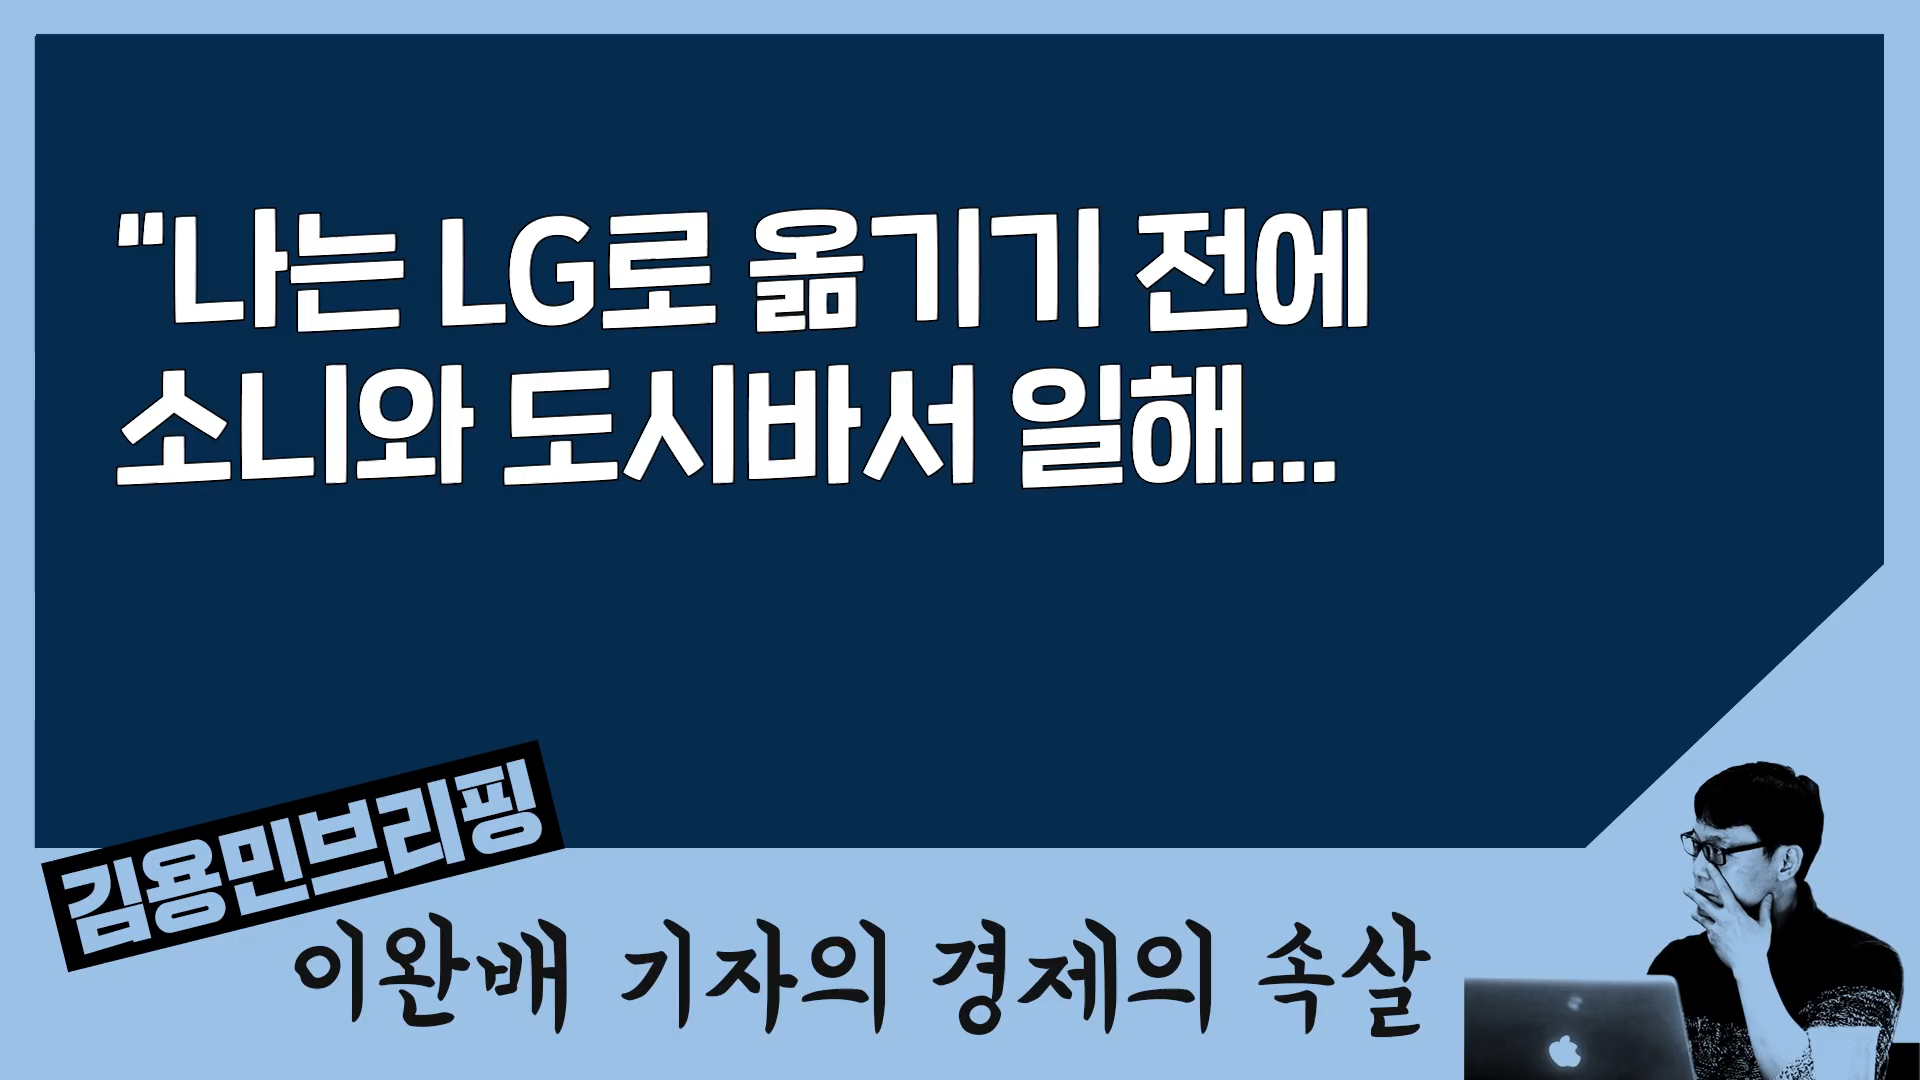 “나는 LG로 옮기기 전에
소니와 도시바서 일해...
김용민브리핑
이완배 기자의 경제의 속살